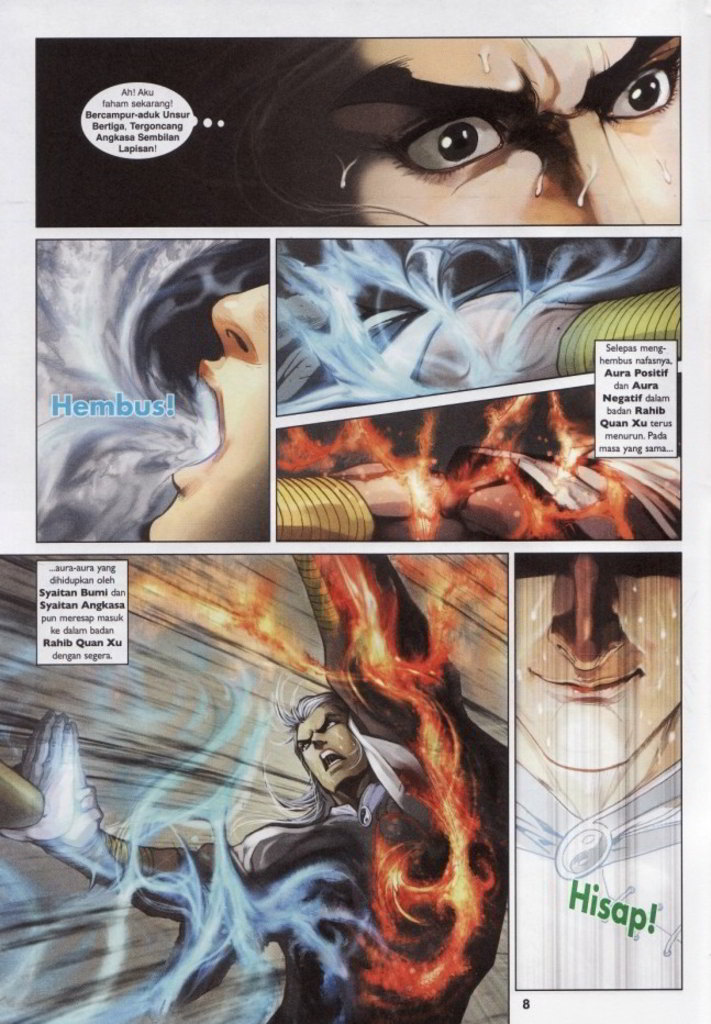 Ah! Aku
faham sekarang!
Bercampur-aduk Unsur
Bertiga, Tergoncang
Angkasa Sembilan
Lapisan!
Hembus!
Selepas meng-
hembus nafasnya,
Aura Positif
dan Aura
Negatif dalam
badan Rahib
Quan Xu terus
menurun. Pada
masa yang sama...
...aura-aura yang
dihidupkan oleh
Syaitan Bumi dan
Syaitan Angkasa
pun meresap masuk
ke dalam badan
Rahib Quan Xu
dengan segera.
Hisap!
8